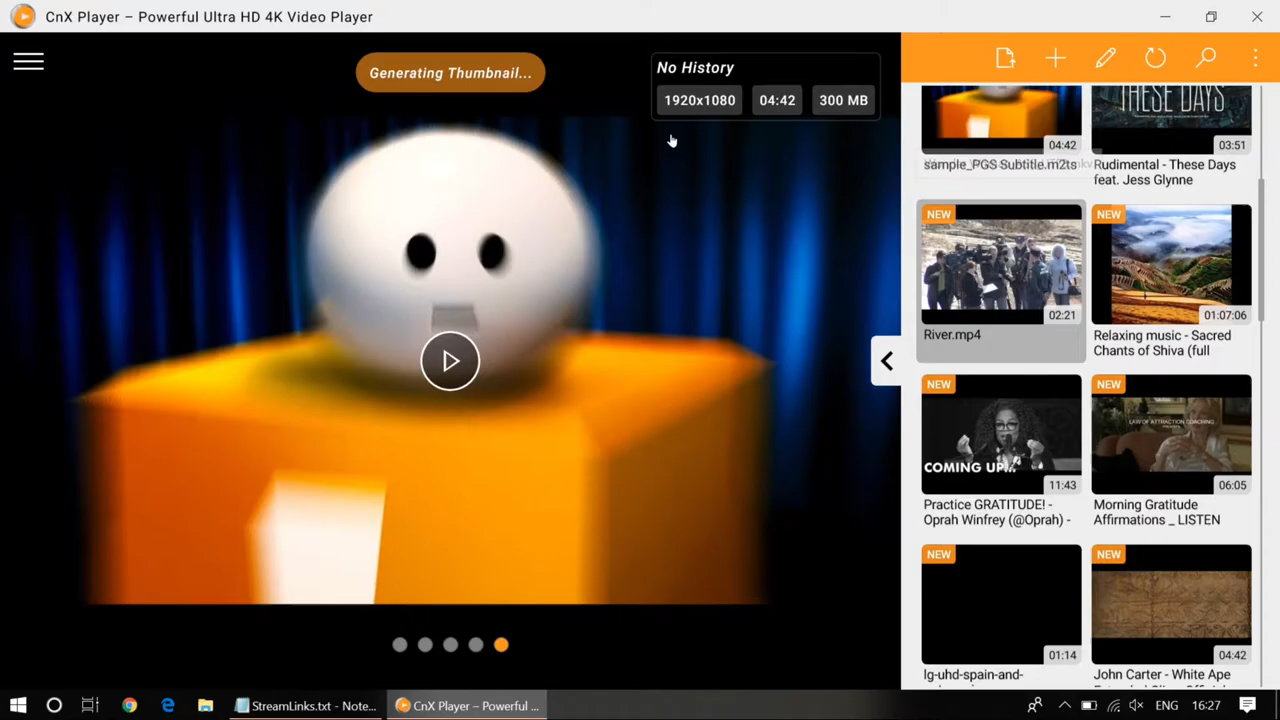 CnX Player – Powerful Ultra HD 4K Video Player
Generating Thumbnail...
No History
1920x1080 04:42 300 MB
THESE DAYS
04:42
03:51
sample_PGS Subtitle.m2ts
Rudimental - These Days
feat. Jess Glynne
NEW
02:21
River.mp4
NEW
01:07:06
Relaxing music - Sacred
Chants of Shiva (full
NEW
COMING UP...
11:43
Practice GRATITUDE! -
Oprah Winfrey (@Oprah) -
NEW
LAW OF ATTRACTION COACHING
06:05
Morning Gratitude
Affirmations _ LISTEN
NEW
01:14
lg-uhd-spain-and-
NEW
04:42
John Carter - White Ape
StreamLinks.txt - Note...
CnX Player – Powerful ...
ENG
16:27